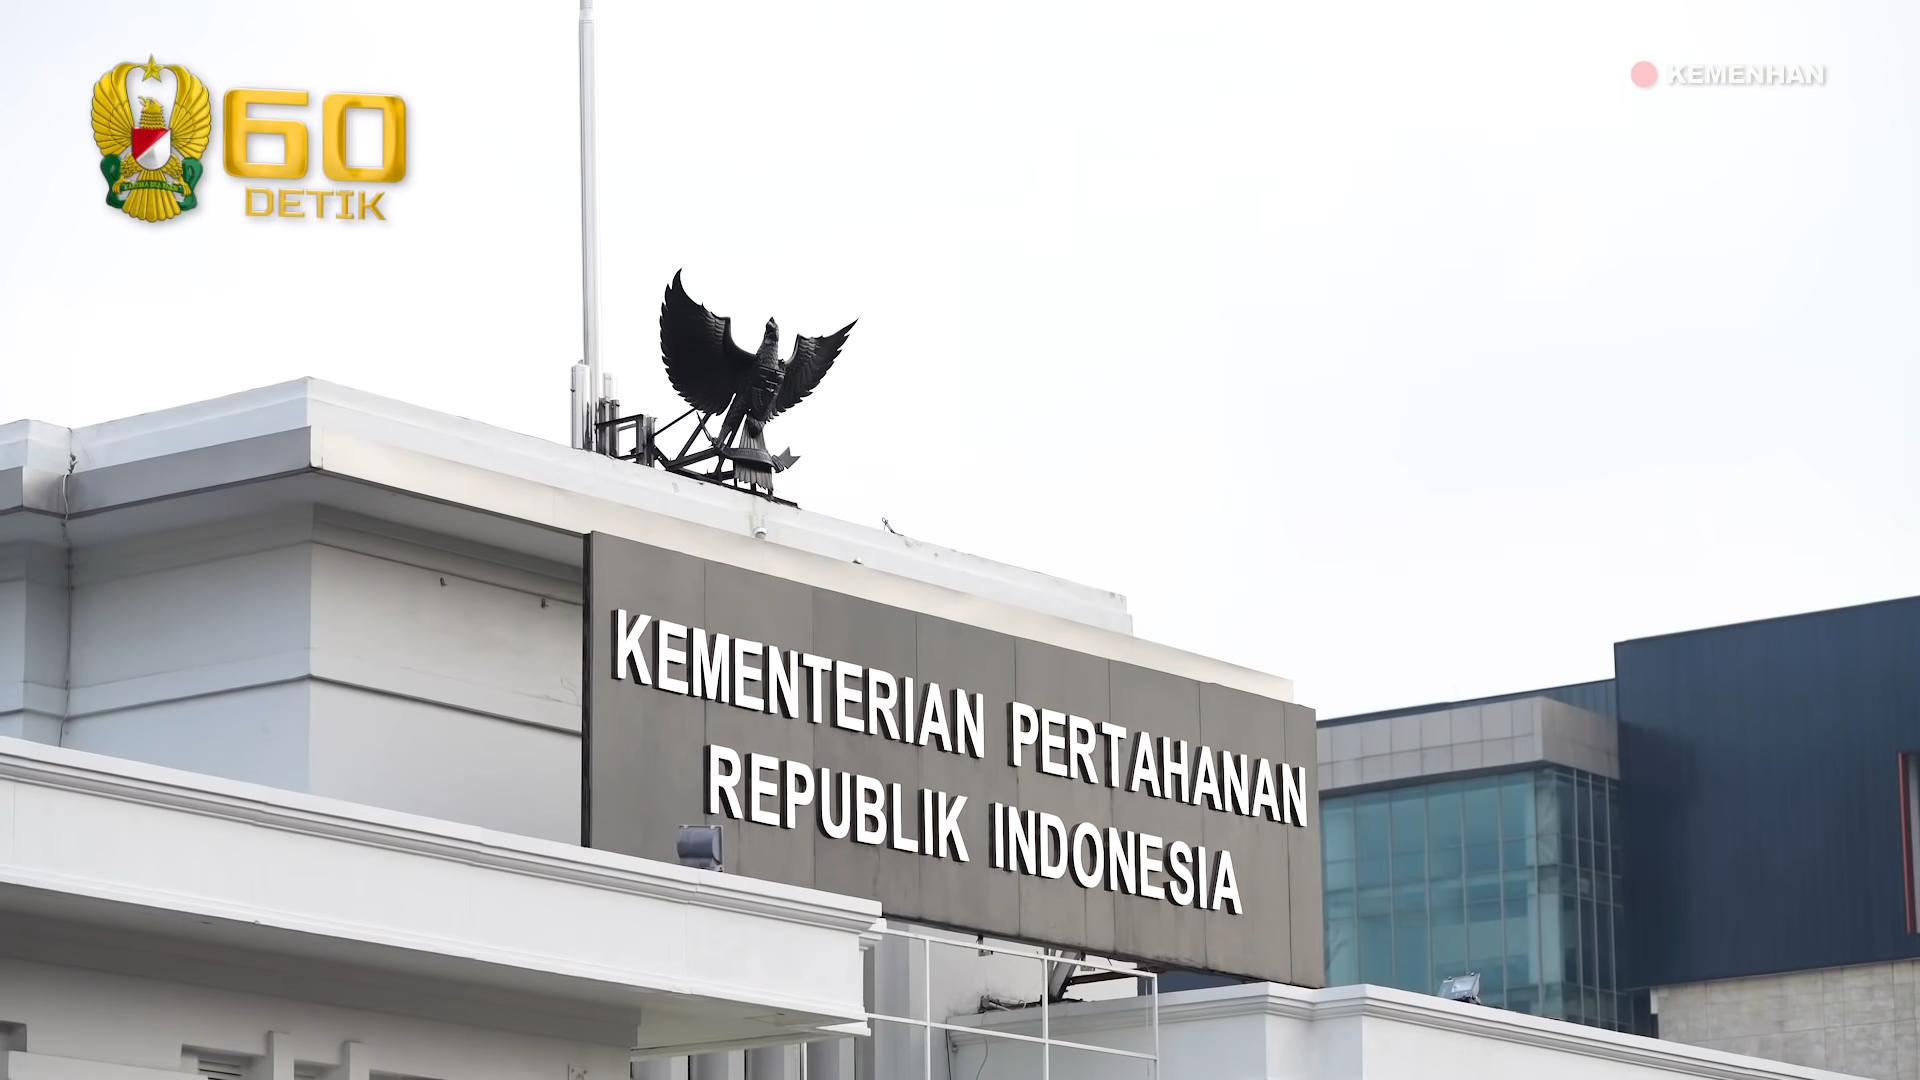 60
DETIK
KEMENHAN
KEMENTERIAN PERTAHANAN
REPUBLIK INDONESIA